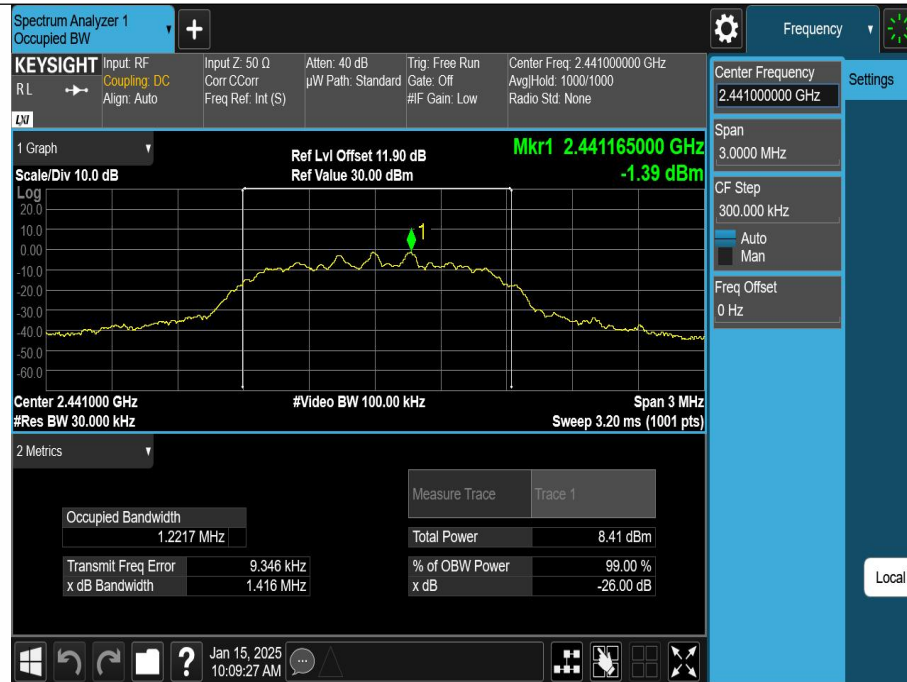 Spectrum Analyzer 1
Occupied BW
▼
+
Frequency ▼
KEYSIGHT
RL
LXI
Input: RF
Coupling: DC
Align: Auto
Input Z: 50 Ω
Corr CCorr
Freq Ref: Int (S)
Atten: 40 dB
µW Path: Standard
Trig: Free Run
Gate: Off
#IF Gain: Low
Center Freq: 2.441000000 GHz
Avg|Hold: 1000/1000
Radio Std: None
Center Frequency
2.441000000 GHz
Settings
Span
3.0000 MHz
CF Step
300.000 kHz
Auto
Man
Freq Offset
0 Hz
1 Graph ▼
Scale/Div 10.0 dB
Ref Lvl Offset 11.90 dB
Ref Value 30.00 dBm
Mkr1 2.441165000 GHz
-1.39 dBm
Log
20.0
10.0
0.00
-10.0
-20.0
-30.0
-40.0
-50.0
-60.0
1
Center 2.441000 GHz
#Res BW 30.000 kHz
#Video BW 100.00 kHz
Span 3 MHz
Sweep 3.20 ms (1001 pts)
2 Metrics ▼
Measure Trace Trace 1
Occupied Bandwidth
1.2217 MHz
Total Power 8.41 dBm
Transmit Freq Error 9.346 kHz
% of OBW Power 99.00 %
x dB Bandwidth 1.416 MHz
x dB -26.00 dB
Local
?
Jan 15, 2025
10:09:27 AM